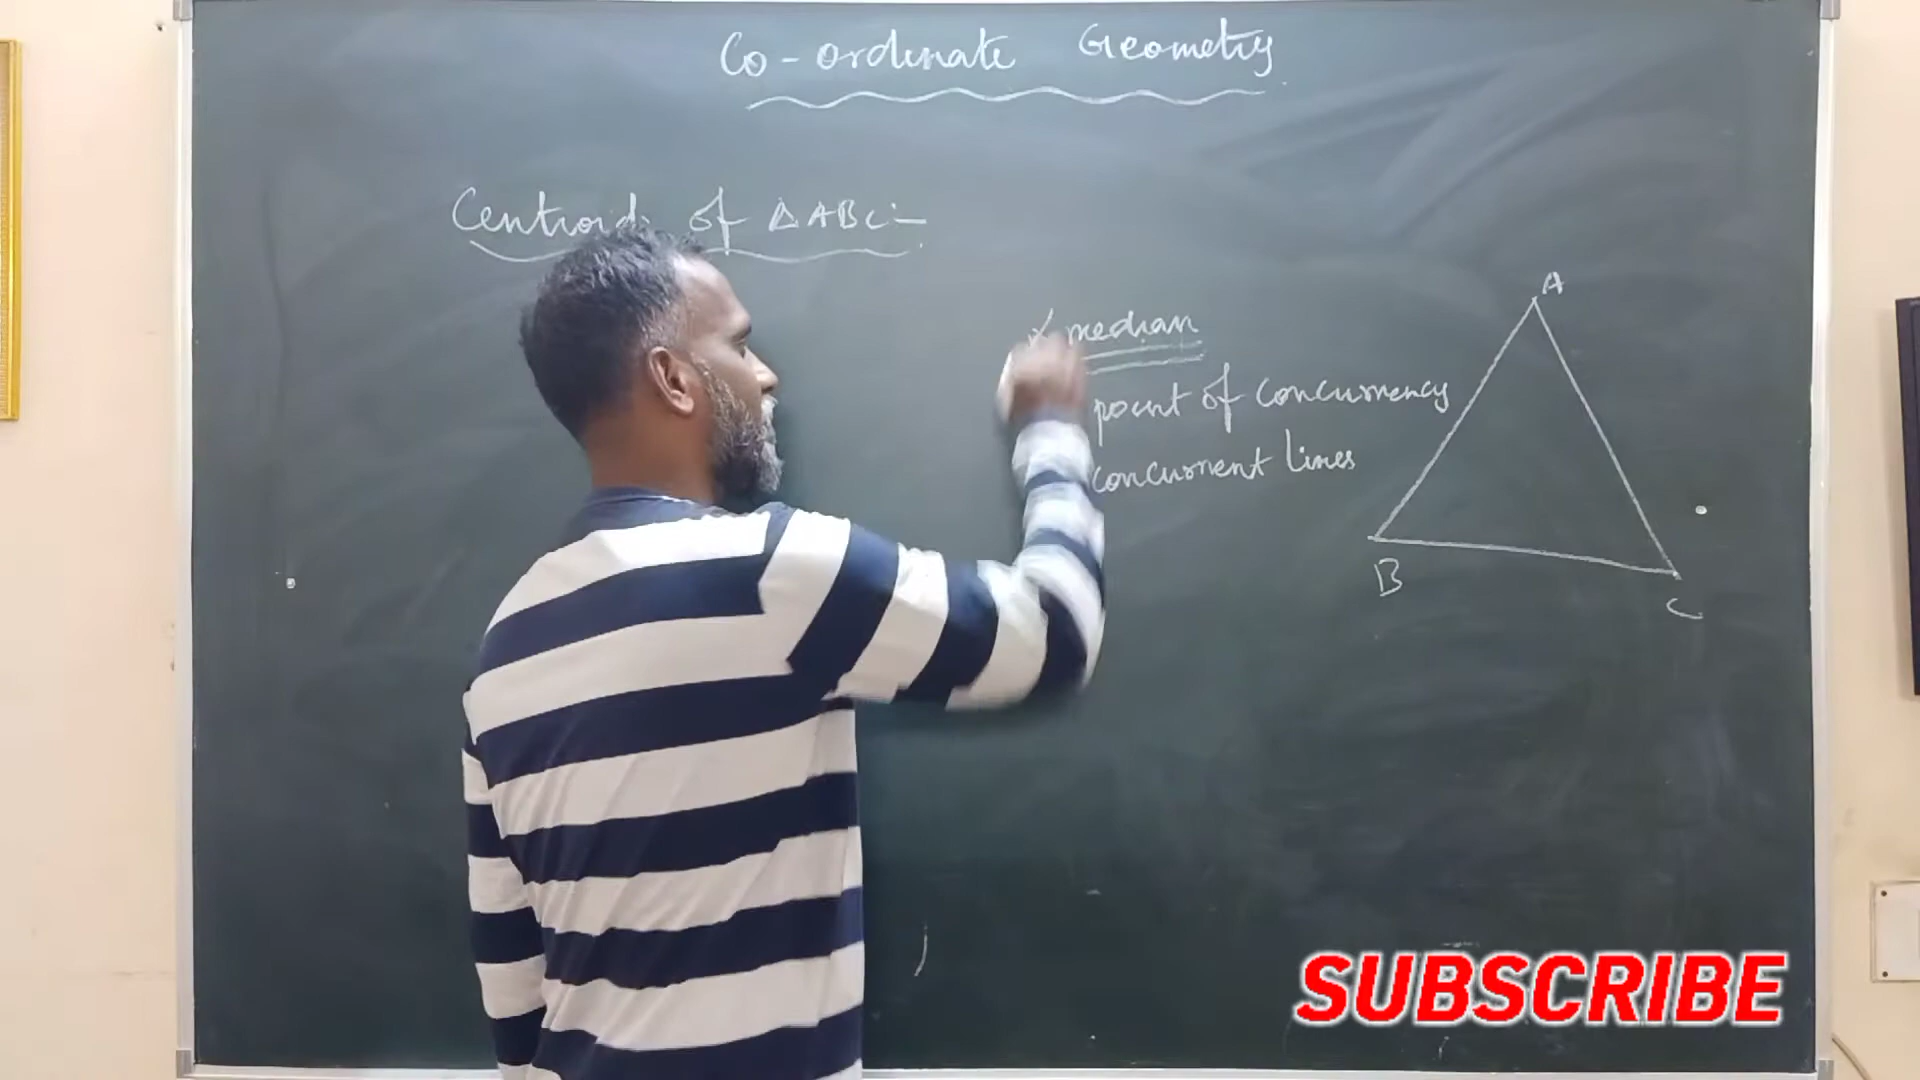 Co-ordinate Geometry
Centroid of △ABC:-
× median
point of concurrency
concurrent lines
A
B
C
SUBSCRIBE